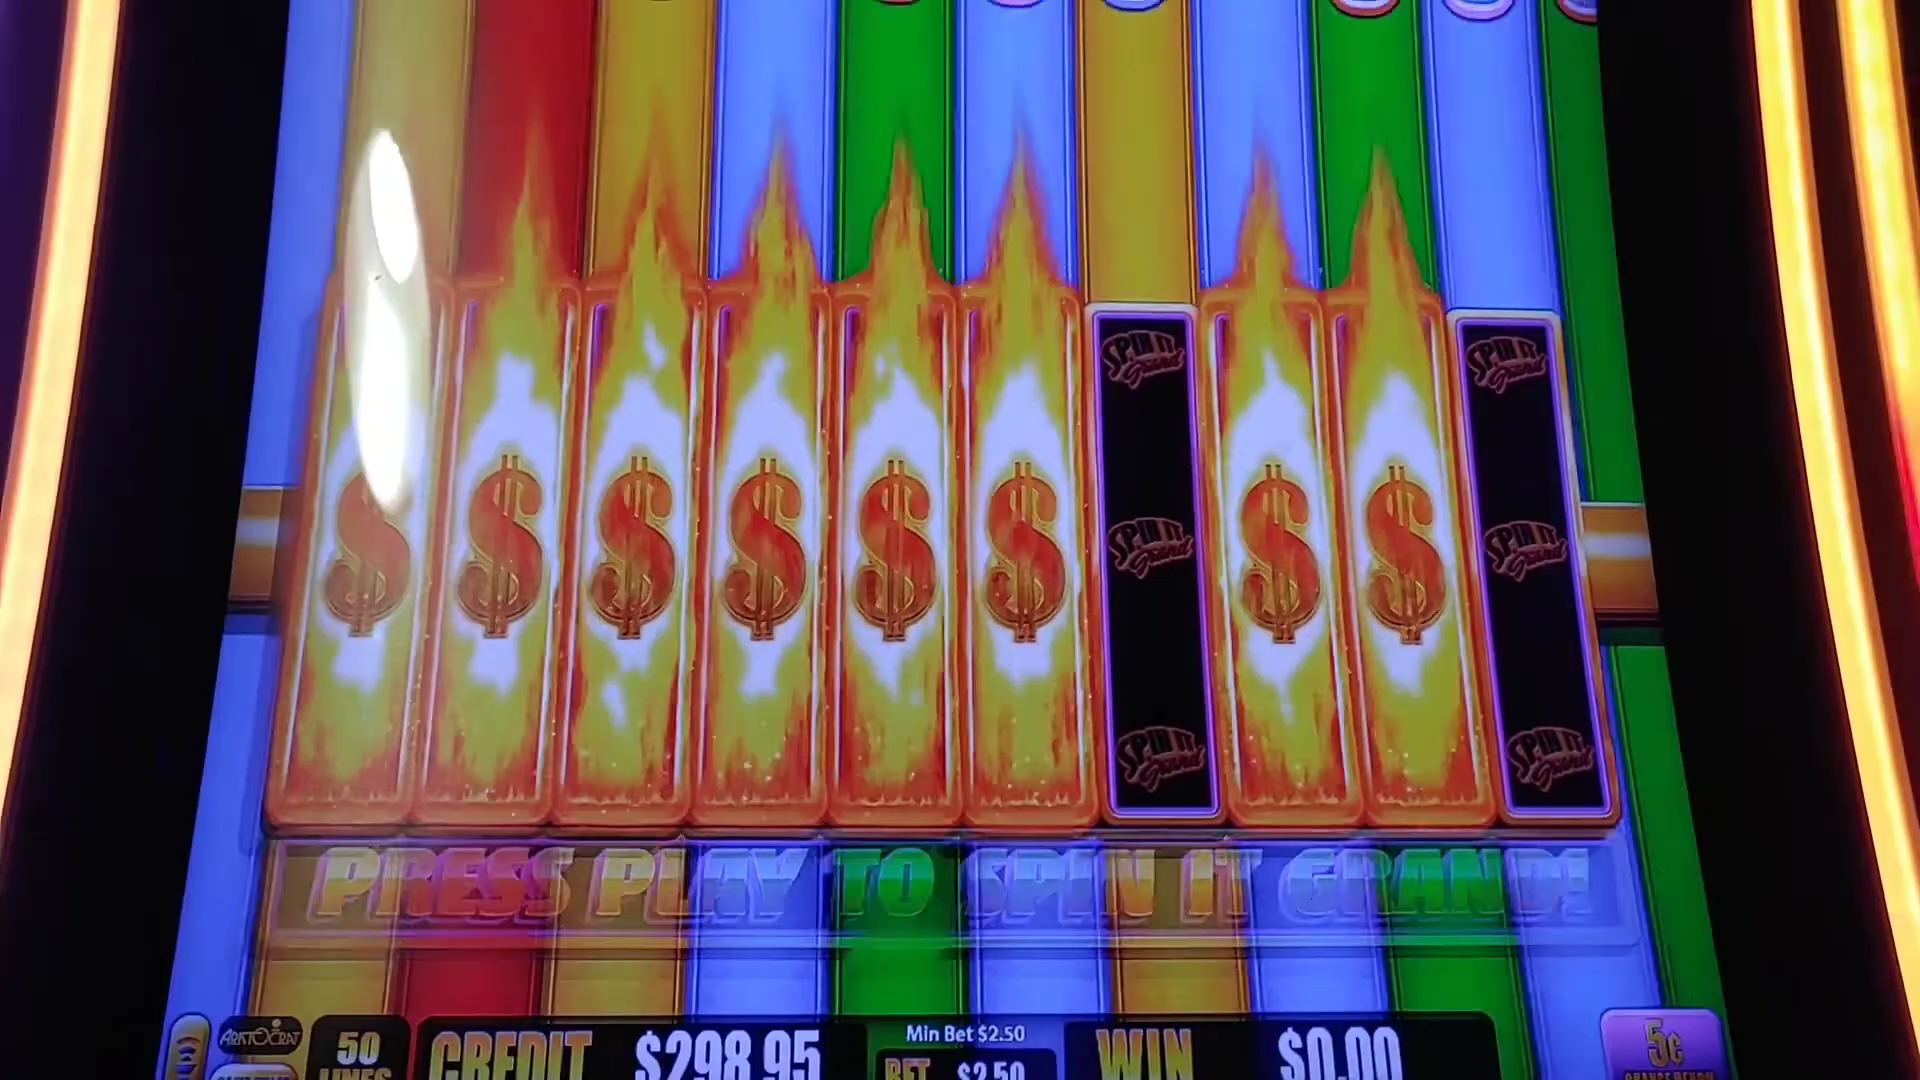 $ $ $ $ $ $ $ $
SPIN IT Grand SPIN IT Grand
SPIN IT Grand SPIN IT Grand
SPIN IT Grand SPIN IT Grand
PRESS PLAY TO SPIN IT GRAND!
ARISTOCRAT
50
LINES
CREDIT $298.95
Min Bet $2.50
BET $2.50
WIN $0.00
5¢